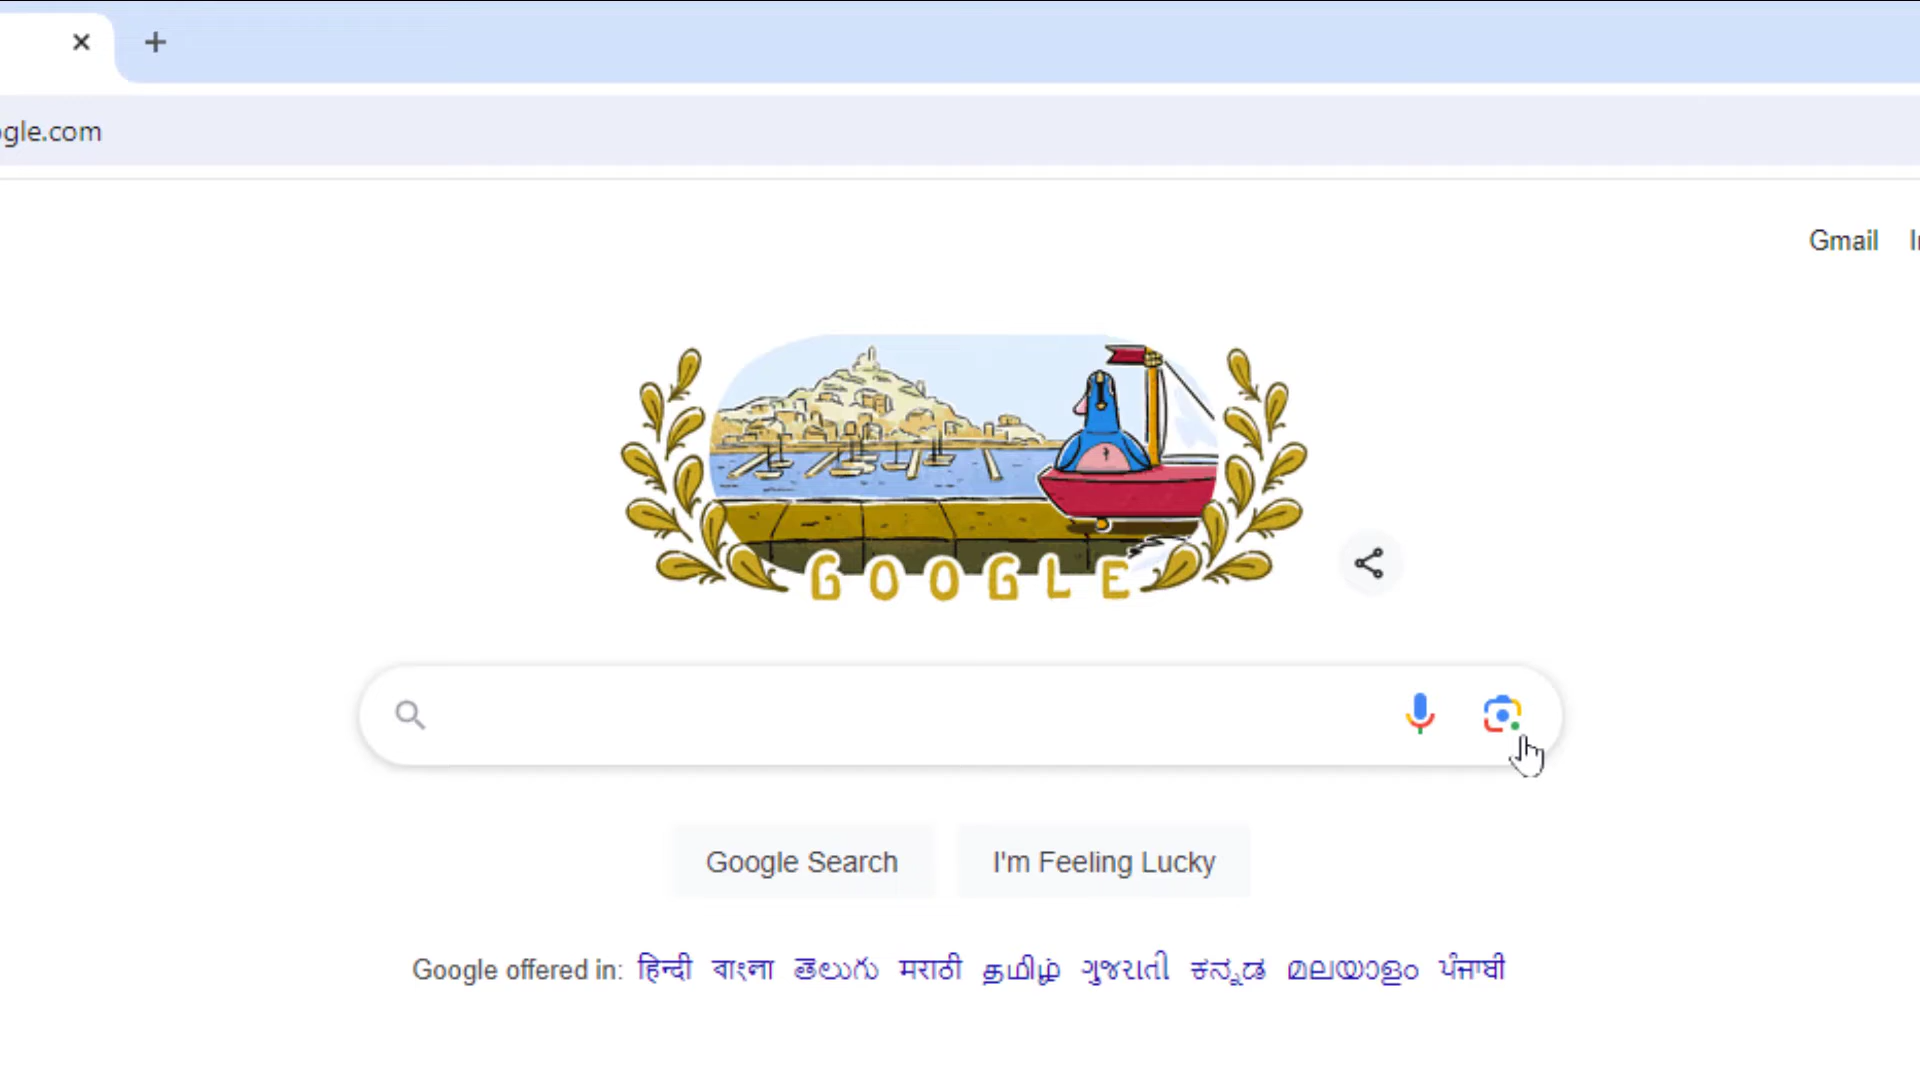 gle.com
Gmail
GOOGLE
Google Search I'm Feeling Lucky
Google offered in: हिन्दी বাংলা తెలుగు मराठी தமிழ் ગુજરાતી ಕನ್ನಡ മലയാളം ਪੰਜਾਬੀ